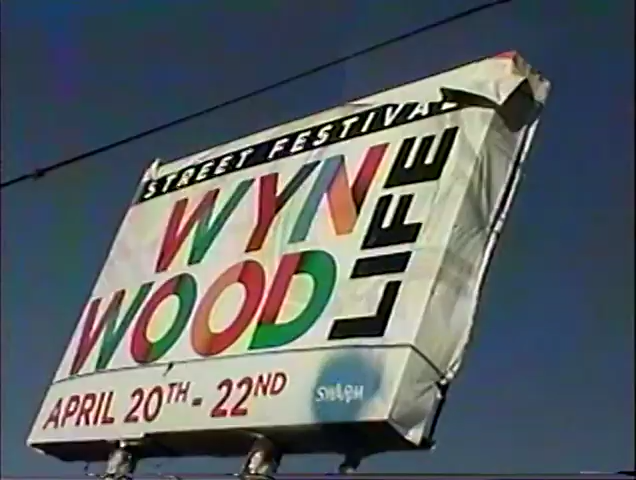 STREET FESTIVAL
WYN
WOOD
LIFE
APRIL 20TH - 22ND
SWARM